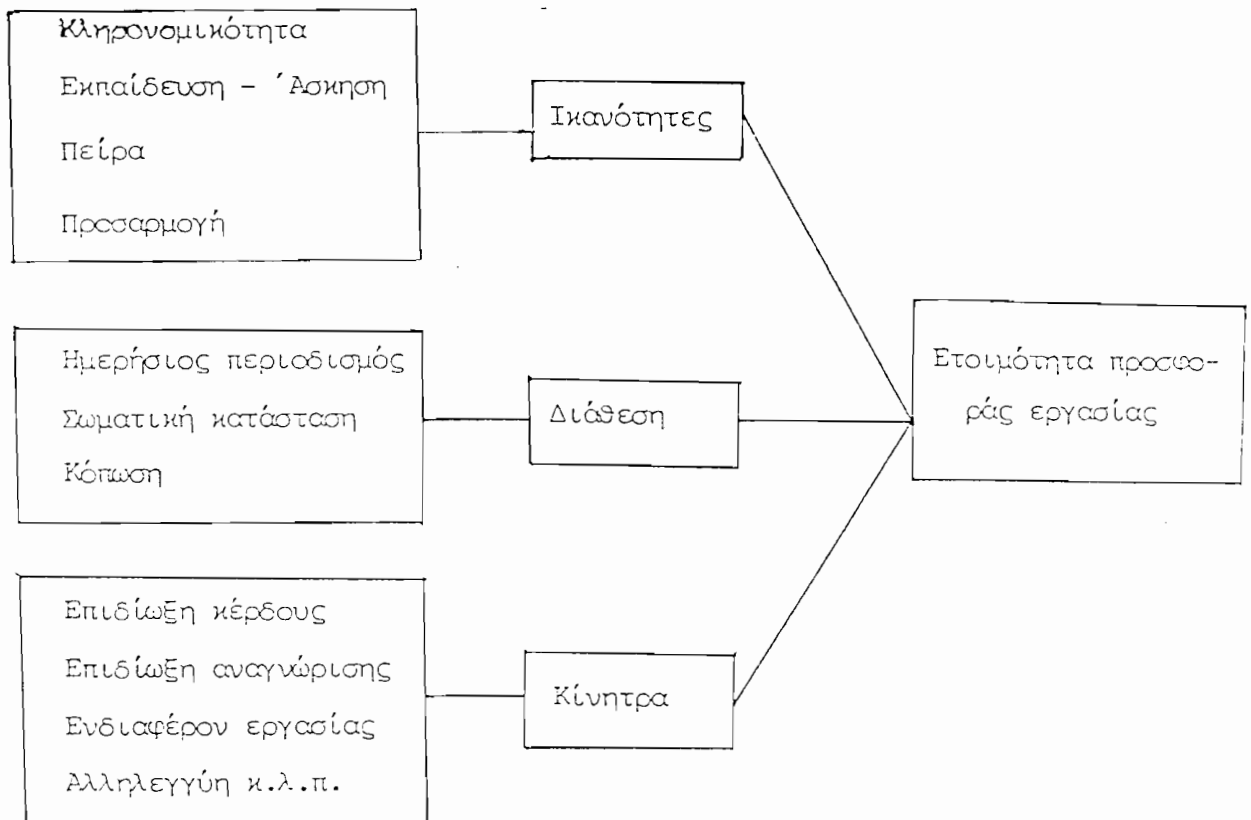 Κληρονομικότητα
Εκπαίδευση - Άσκηση
Πείρα
Προσαρμογή
Ικανότητες
Ημερήσιος περιοδισμός
Σωματική κατάσταση
Κόπωση
Διάθεση
Ετοιμότητα προσφο-
ράς εργασίας
Επιδίωξη κέρδους
Επιδίωξη αναγνώρισης
Ενδιαφέρον εργασίας
Αλληλεγγύη κ.λ.π.
Κίνητρα